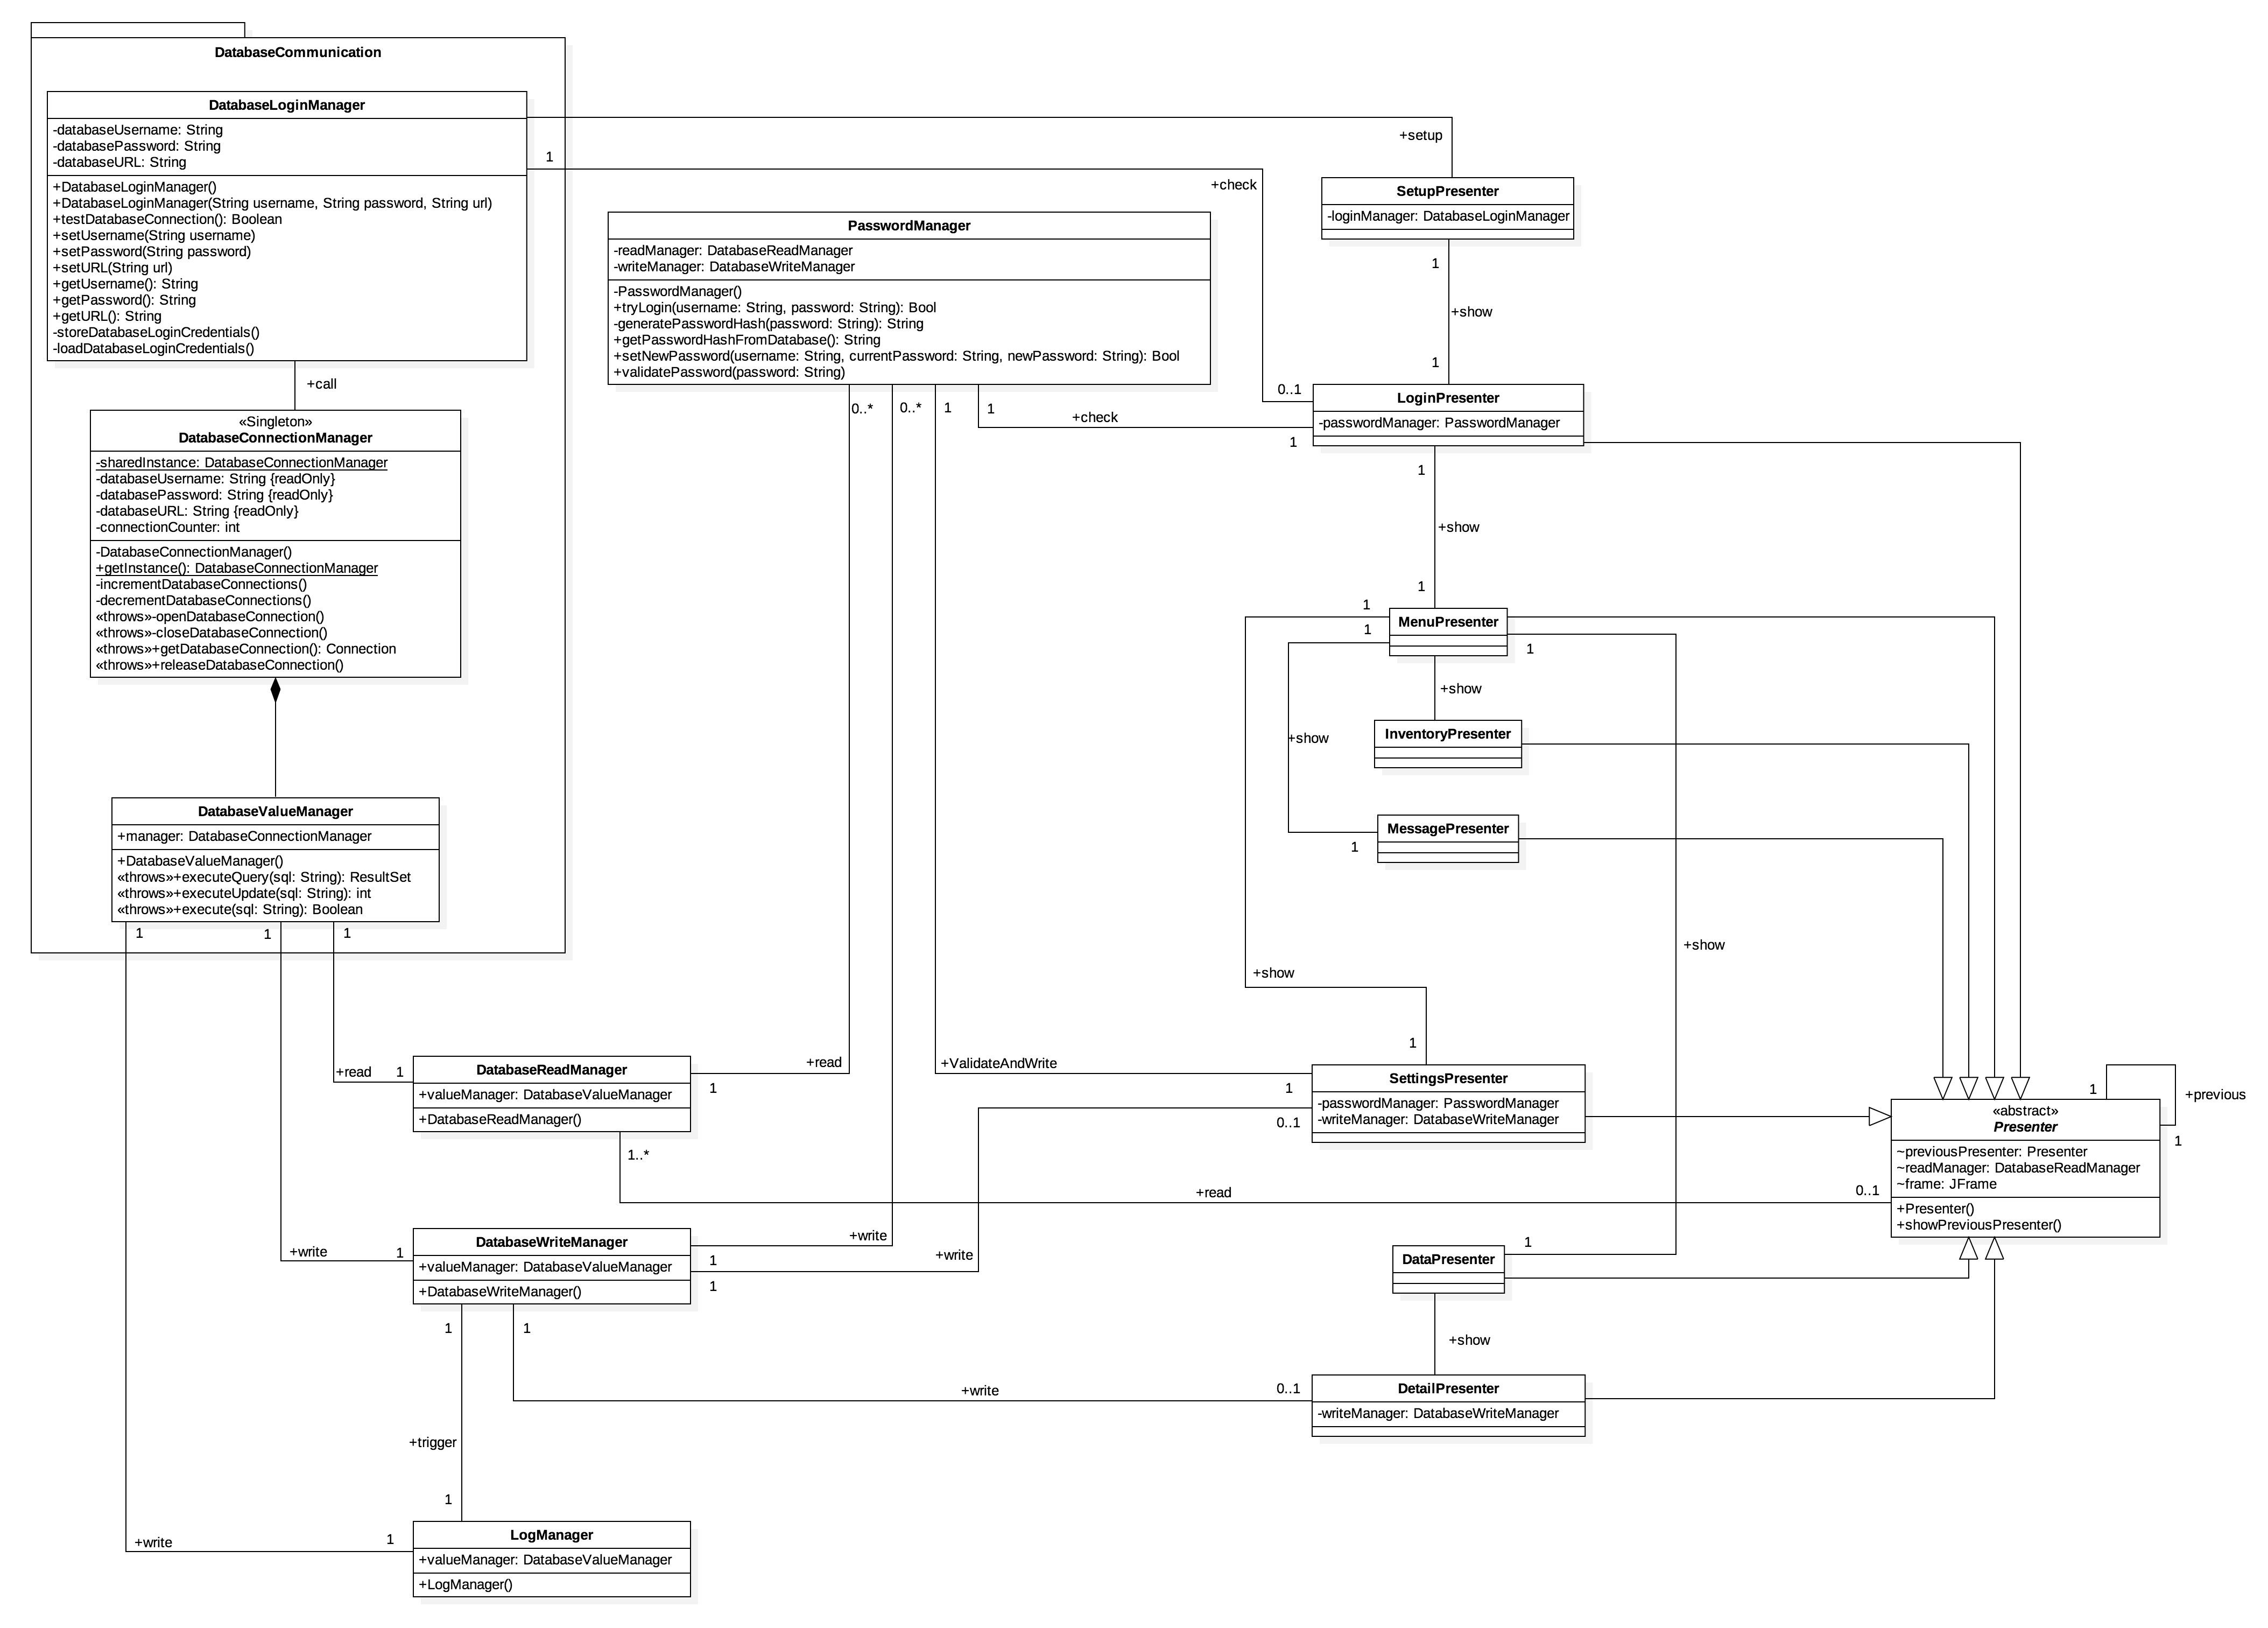 DatabaseCommunication
DatabaseLoginManager
-databaseUsername: String
-databasePassword: String
-databaseURL: String
+DatabaseLoginManager()
+DatabaseLoginManager(String username, String password, String url)
+testDatabaseConnection(): Boolean
+setUsername(String username)
+setPassword(String password)
+setURL(String url)
+getUsername(): String
+getPassword(): String
+getURL(): String
-storeDatabaseLoginCredentials()
-loadDatabaseLoginCredentials()
+call
«Singleton»
DatabaseConnectionManager
-sharedInstance: DatabaseConnectionManager
-databaseUsername: String {readOnly}
-databasePassword: String {readOnly}
-databaseURL: String {readOnly}
-connectionCounter: int
-DatabaseConnectionManager()
+getInstance(): DatabaseConnectionManager
-incrementDatabaseConnections()
-decrementDatabaseConnections()
«throws»-openDatabaseConnection()
«throws»-closeDatabaseConnection()
«throws»+getDatabaseConnection(): Connection
«throws»+releaseDatabaseConnection()
DatabaseValueManager
+manager: DatabaseConnectionManager
+DatabaseValueManager()
«throws»+executeQuery(sql: String): ResultSet
«throws»+executeUpdate(sql: String): int
«throws»+execute(sql: String): Boolean
1
1
1
1
+setup
+check
PasswordManager
-readManager: DatabaseReadManager
-writeManager: DatabaseWriteManager
-PasswordManager()
+tryLogin(username: String, password: String): Bool
-generatePasswordHash(password: String): String
+getPasswordHashFromDatabase(): String
+setNewPassword(username: String, currentPassword: String, newPassword: String): Bool
+validatePassword(password: String)
0..*
0..*
1
1
+check
0..1
1
SetupPresenter
-loginManager: DatabaseLoginManager
1
+show
1
LoginPresenter
-passwordManager: PasswordManager
1
+show
1
1
1
MenuPresenter
1
+show
+show
InventoryPresenter
MessagePresenter
1
+show
+show
1
+read
1
DatabaseReadManager
+valueManager: DatabaseValueManager
+DatabaseReadManager()
+read
1
1..*
+ValidateAndWrite
1
0..1
SettingsPresenter
-passwordManager: PasswordManager
-writeManager: DatabaseWriteManager
+read
0..1
1
+previous
1
«abstract»
Presenter
~previousPresenter: Presenter
~readManager: DatabaseReadManager
~frame: JFrame
+Presenter()
+showPreviousPresenter()
+write
1
DatabaseWriteManager
+valueManager: DatabaseValueManager
+DatabaseWriteManager()
+write
1
+write
1
1
1
1
DataPresenter
+show
+write
0..1
DetailPresenter
-writeManager: DatabaseWriteManager
+trigger
1
+write
1
LogManager
+valueManager: DatabaseValueManager
+LogManager()